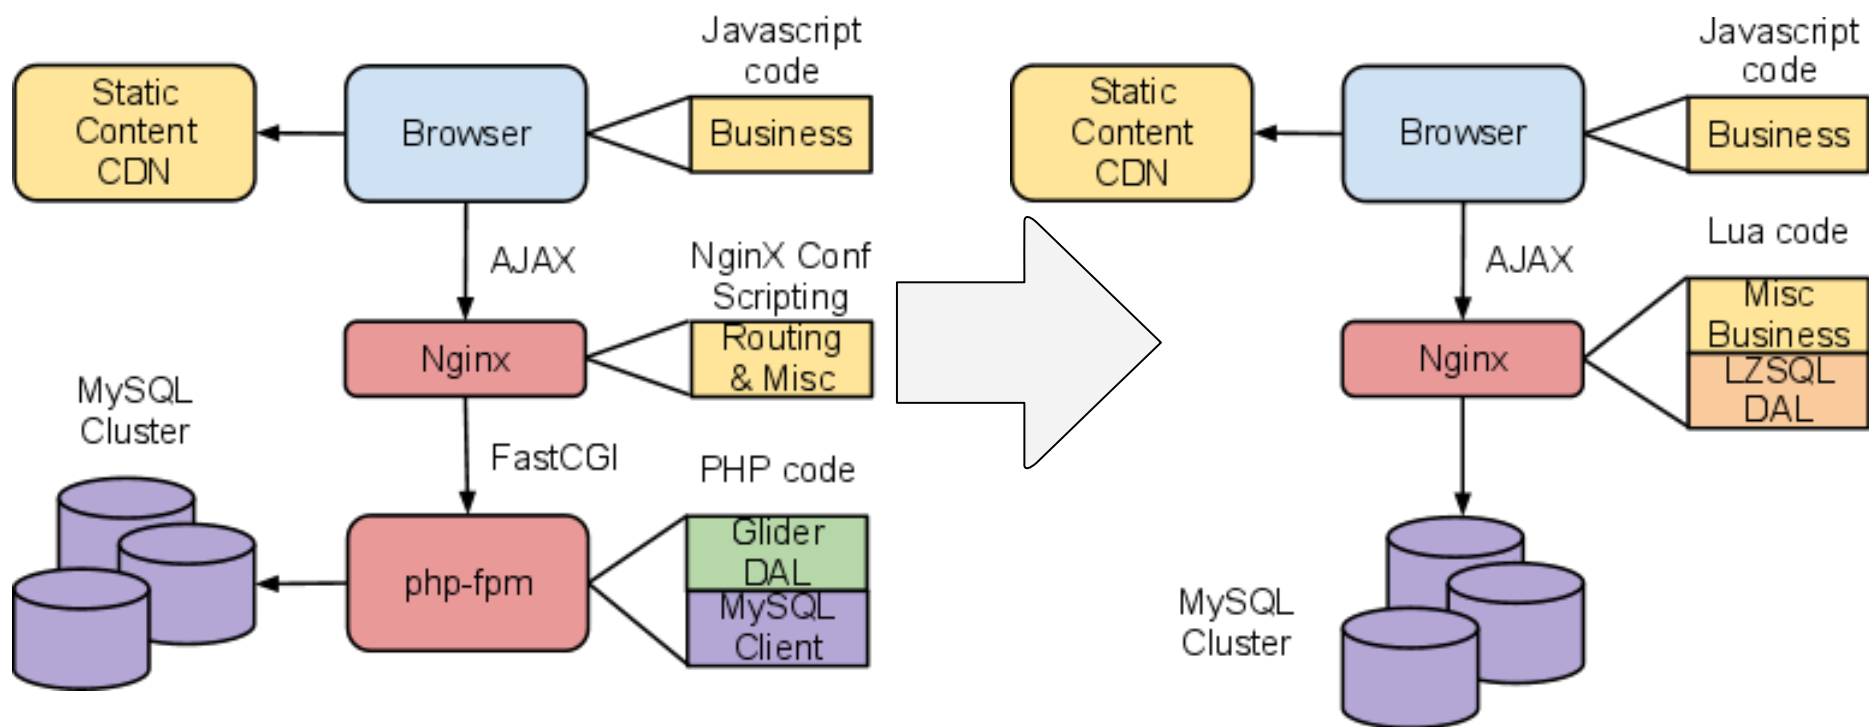 Javascript
code
Static
Content
CDN
Browser
Business
AJAX
NginX Conf
Scripting
Nginx
Routing
& Misc
MySQL
Cluster
FastCGI
PHP code
php-fpm
Glider
DAL
MySQL
Client
Javascript
code
Static
Content
CDN
Browser
Business
AJAX
Lua code
Nginx
Misc
Business
LZSQL
DAL
MySQL
Cluster